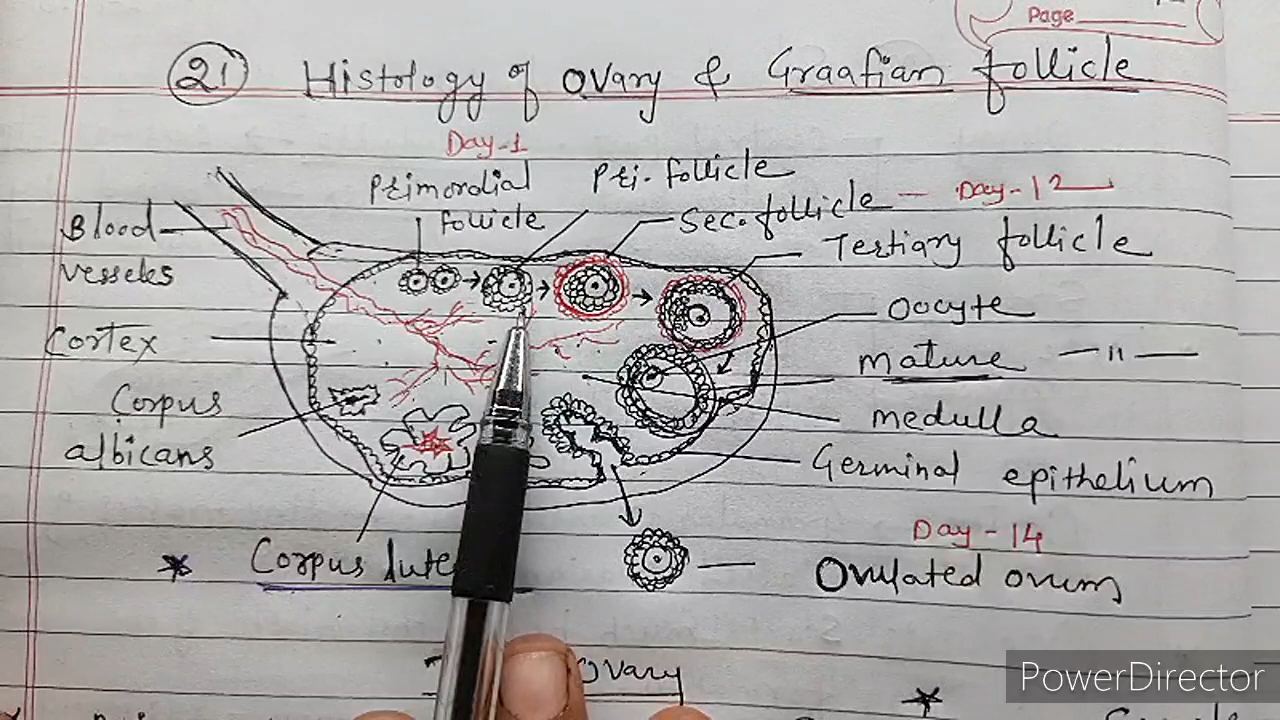 Page
21 Histology of Ovary & Graafian follicle
Day-1
Primordial follicle
Pri. follicle
Sec. follicle - Day-12
Tertiary follicle
Blood vesseles
Oocyte
Cortex
mature — " —
Corpus albicans
medulla
Germinal epithelium
Day-14
* Corpus lute
Ovulated ovum
Ovary
*
PowerDirector